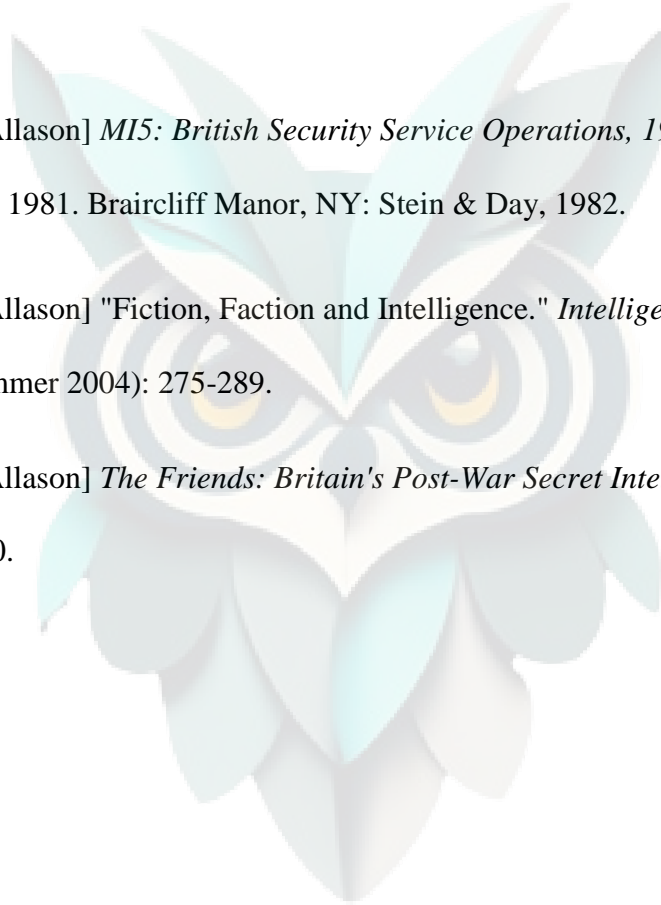 Allason] MI5: British Security Service Operations, 19
1981. Braircliff Manor, NY: Stein & Day, 1982.
Allason] "Fiction, Faction and Intelligence." Intellige
mer 2004): 275-289.
Allason] The Friends: Britain's Post-War Secret Inte
).